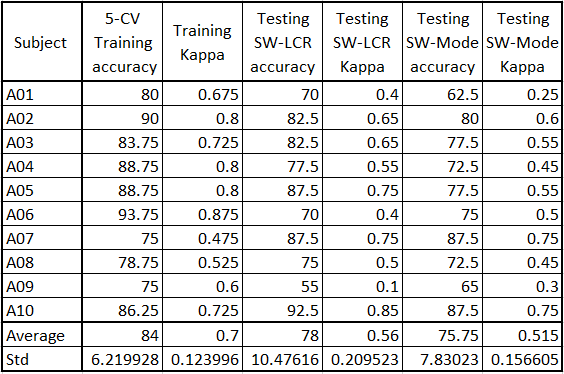 Subject 5-CV Training accuracy Training Kappa Testing SW-LCR accuracy Testing SW-LCR Kappa Testing SW-Mode accuracy Testing SW-Mode Kappa
A01 80 0.675 70 0.4 62.5 0.25
A02 90 0.8 82.5 0.65 80 0.6
A03 83.75 0.725 82.5 0.65 77.5 0.55
A04 88.75 0.8 77.5 0.55 72.5 0.45
A05 88.75 0.8 87.5 0.75 77.5 0.55
A06 93.75 0.875 70 0.4 75 0.5
A07 75 0.475 87.5 0.75 87.5 0.75
A08 78.75 0.525 75 0.5 72.5 0.45
A09 75 0.6 55 0.1 65 0.3
A10 86.25 0.725 92.5 0.85 87.5 0.75
Average 84 0.7 78 0.56 75.75 0.515
Std 6.219928 0.123996 10.47616 0.209523 7.83023 0.156605